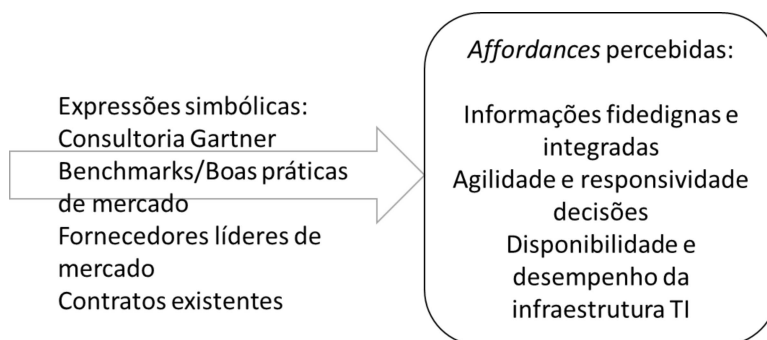 Expressões simbólicas:
Consultoria Gartner
Benchmarks/Boas práticas
de mercado
Fornecedores líderes de
mercado
Contratos existentes
Affordances percebidas:
Informações fidedignas e
integradas
Agilidade e responsividade
decisões
Disponibilidade e
desempenho da
infraestrutura TI